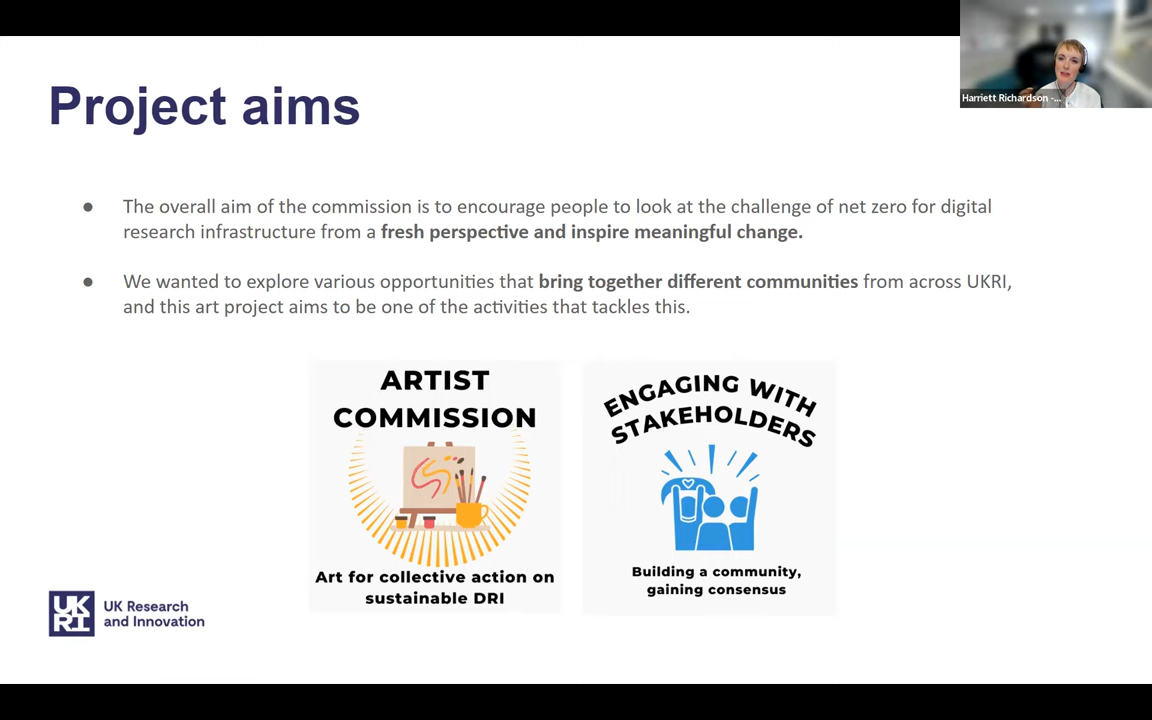 Harriett Richardson -...
Project aims
● The overall aim of the commission is to encourage people to look at the challenge of net zero for digital
research infrastructure from a fresh perspective and inspire meaningful change.
● We wanted to explore various opportunities that bring together different communities from across UKRI,
and this art project aims to be one of the activities that tackles this.
ARTIST
COMMISSION
Art for collective action on
sustainable DRI
ENGAGING WITH
STAKEHOLDERS
Building a community,
gaining consensus
UK
RI
UK Research
and Innovation